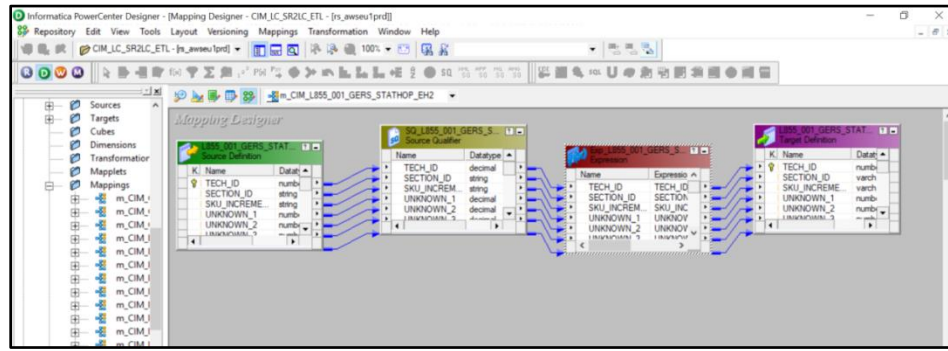 Informatica PowerCenter Designer - [Mapping Designer - CIM_LC_SR2LC_ETL - [rs_awseu1prd]]
Repository Edit View Tools Layout Versioning Mappings Transformation Window Help
CIM_LC_SR2LC_ETL - [rs_awseu1prd] 100%
m_CIM_L855_001_GERS_STATHOP_EH2
Sources
Targets
Cubes
Dimensions
Transformation
Mapplets
Mappings
m_CIM_
m_CIM_
m_CIM_
m_CIM_
m_CIM_
m_CIM_
m_CIM_
m_CIM_
m_CIM_
Mapping Designer
L855_001_GERS_STAT...
Source Definition
K Name Datat
TECH_ID numb
SECTION_ID string
SKU_INCREME... string
UNKNOWN_1 numb
UNKNOWN_2 numb
SQ_L855_001_GERS_S...
Source Qualifier
Name Datatype
TECH_ID decimal
SECTION_ID string
SKU_INCREM... string
UNKNOWN_1 decimal
UNKNOWN_2 decimal
Exp_L855_001_GERS_S...
Expression
Name Expressio
TECH_ID TECH_ID
SECTION_ID SECTION
SKU_INCREM... SKU_INC
UNKNOWN_1 UNKNOV
UNKNOWN_2 UNKNOV
L855_001_GERS_STAT...
Target Definition
K Name Datat
TECH_ID numb
SECTION_ID varch
SKU_INCREME... varch
UNKNOWN_1 numb
UNKNOWN_2 numb